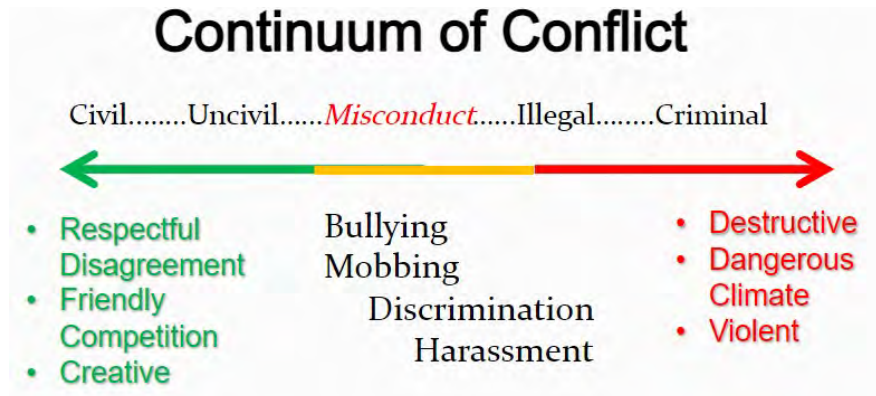 Continuum of Conflict
Civil........Uncivil......Misconduct......Illegal........Criminal
• Respectful
Disagreement
• Friendly
Competition
• Creative
Bullying
Mobbing
Discrimination
Harassment
• Destructive
• Dangerous
Climate
• Violent